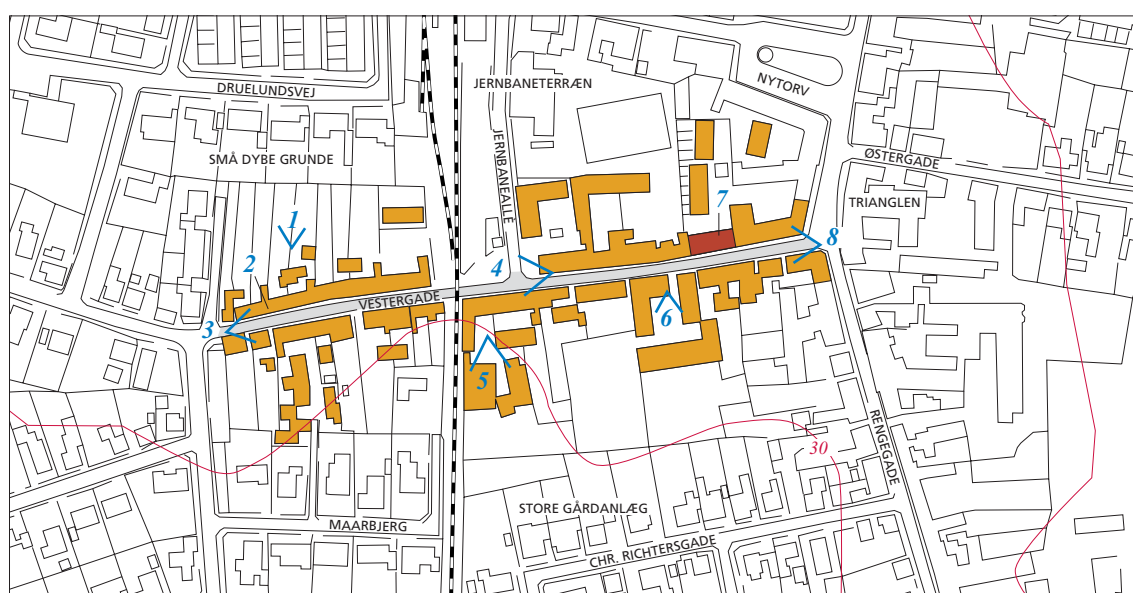 DRUELUNDSVEJ
JERNBANETERRÆN
NYTORV
JERNBANEALLÉ
SMÅ DYBE GRUNDE
ØSTERGADE
TRIANGLEN
1
7
8
2
4
VESTERGADE
3
6
5
30
RENGEGADE
STORE GÅRDANLÆG
MAARBJERG
CHR. RICHTERSGADE